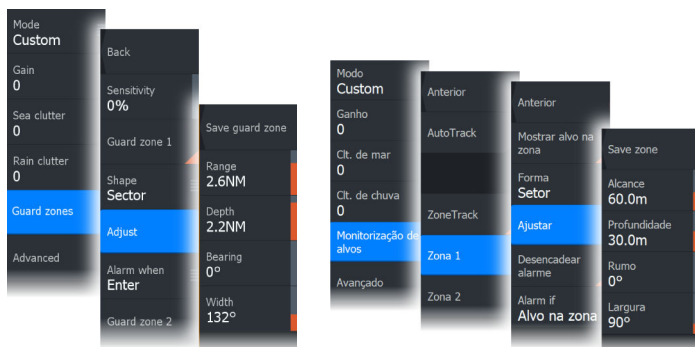 Mode
Custom
Gain
0
Sea clutter
0
Rain clutter
0
Guard zones
Advanced
Back
Sensitivity
0%
Guard zone 1
Shape
Sector
Adjust
Alarm when
Enter
Guard zone 2
Save guard zone
Range
2.6NM
Depth
2.2NM
Bearing
0°
Width
132°
Modo
Custom
Ganho
0
Clt. de mar
0
Clt. de chuva
0
Monitorização de
alvos
Avançado
Anterior
AutoTrack
ZoneTrack
Zona 1
Zona 2
Anterior
Mostrar alvo na
zona
Forma
Setor
Ajustar
Desencadear
alarme
Alarm if
Alvo na zona
Save zone
Alcance
60.0m
Profundidade
30.0m
Rumo
0°
Largura
90°